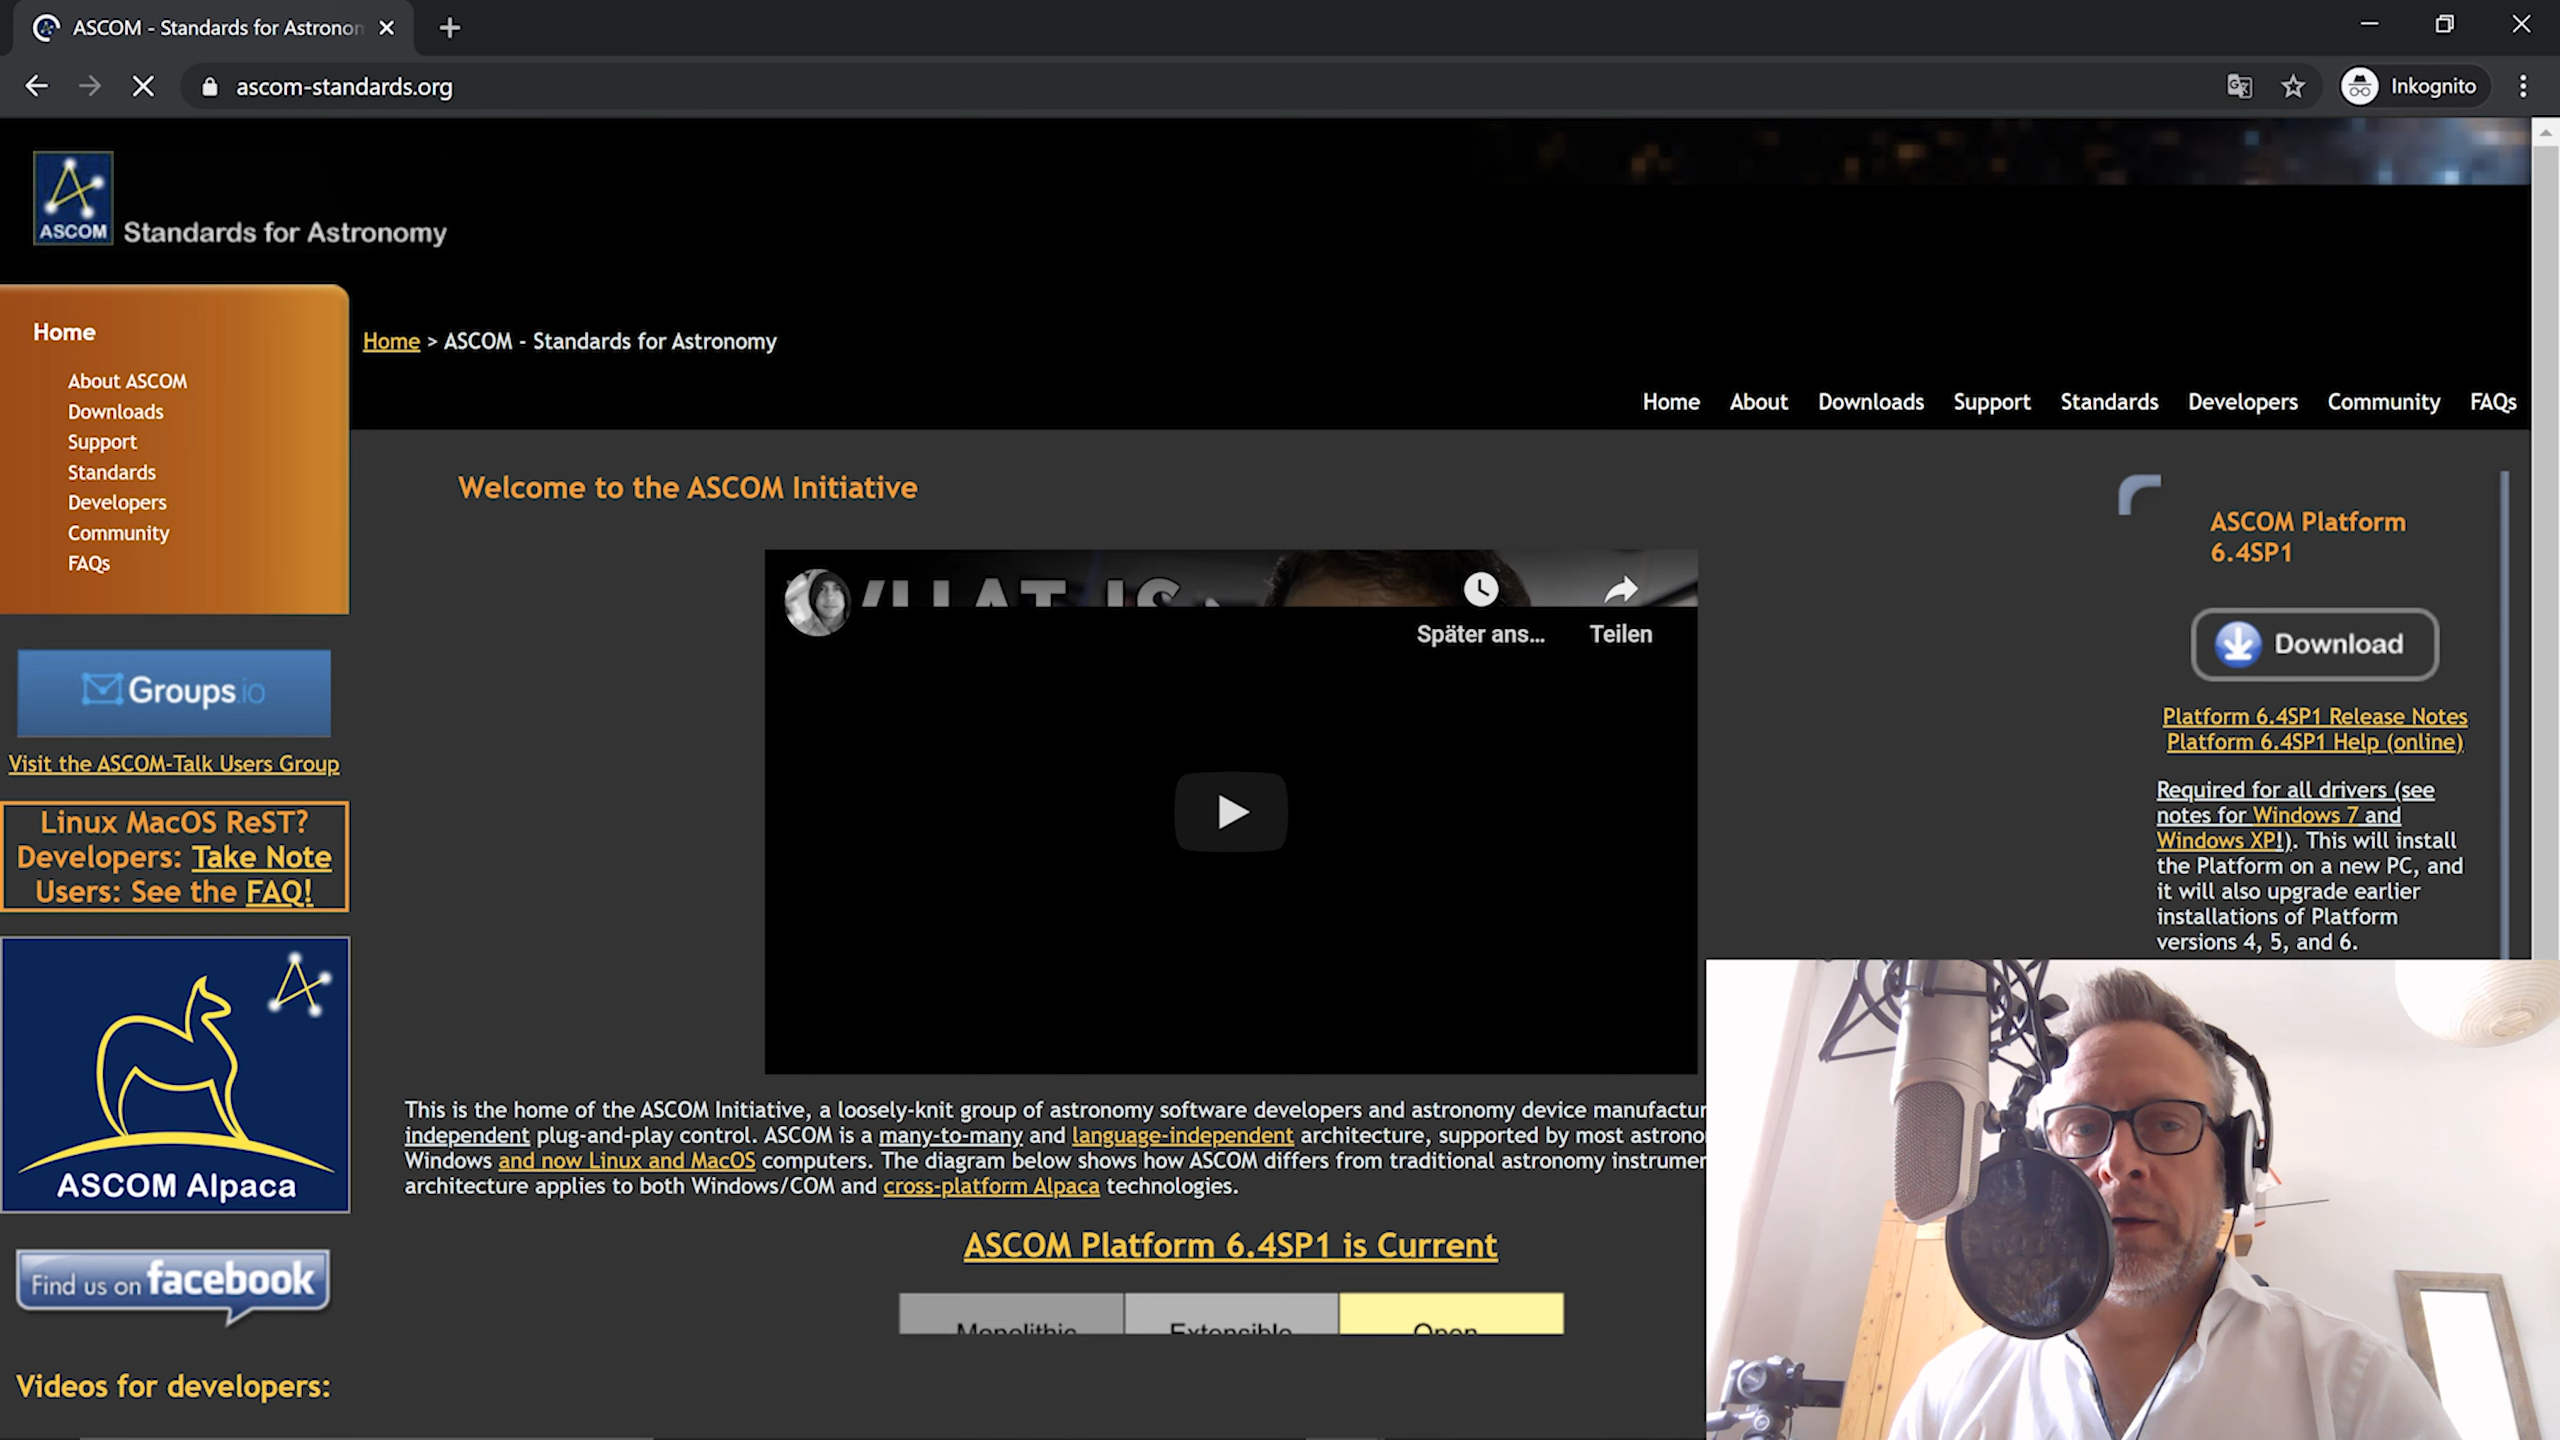 ASCOM - Standards for Astronon
ascom-standards.org
Inkognito
ASCOM
Standards for Astronomy
Home
About ASCOM
Downloads
Support
Standards
Developers
Community
FAQs
Home > ASCOM - Standards for Astronomy
Home About Downloads Support Standards Developers Community FAQs
Groups.io
Visit the ASCOM-Talk Users Group
Linux MacOS ReST?
Developers: Take Note
Users: See the FAQ!
ASCOM Alpaca
Find us on facebook
Videos for developers:
Welcome to the ASCOM Initiative
WHAT IS
Später ans...
Teilen
This is the home of the ASCOM Initiative, a loosely-knit group of astronomy software developers and astronomy device manufactur
independent plug-and-play control. ASCOM is a many-to-many and language-independent architecture, supported by most astrono
Windows and now Linux and MacOS computers. The diagram below shows how ASCOM differs from traditional astronomy instrumer
architecture applies to both Windows/COM and cross-platform Alpaca technologies.
ASCOM Platform 6.4SP1 is Current
Monolithic Extensible Open
ASCOM Platform
6.4SP1
Download
Platform 6.4SP1 Release Notes
Platform 6.4SP1 Help (online)
Required for all drivers (see
notes for Windows 7 and
Windows XP!). This will install
the Platform on a new PC, and
it will also upgrade earlier
installations of Platform
versions 4, 5, and 6.